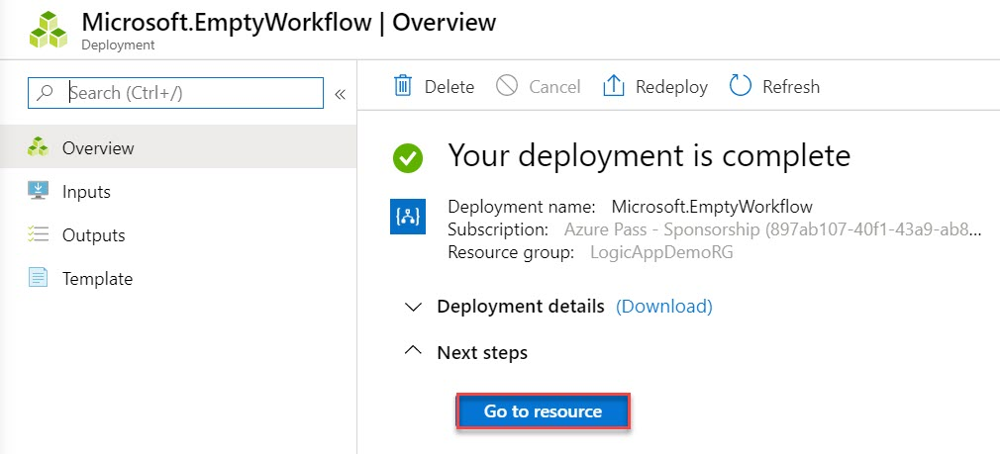 Microsoft.EmptyWorkflow | Overview
Deployment
Search (Ctrl+/)
«
Delete
Cancel
Redeploy
Refresh
Overview
Inputs
Outputs
Template
Your deployment is complete
Deployment name: Microsoft.EmptyWorkflow
Subscription: Azure Pass - Sponsorship (897ab107-40f1-43a9-ab8...
Resource group: LogicAppDemoRG
Deployment details (Download)
Next steps
Go to resource